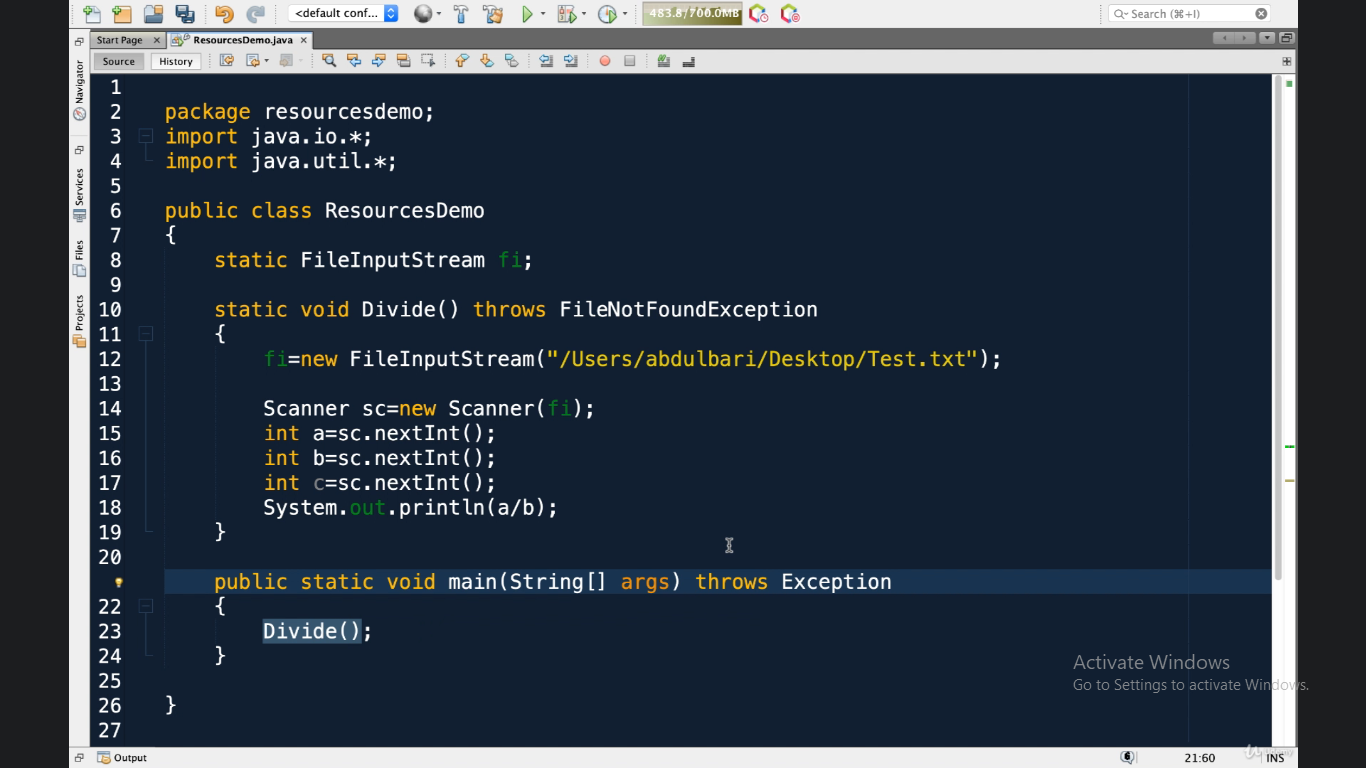 <default conf...
483.8/700.0MB
Search (⌘+I)
Start Page
ResourcesDemo.java
Source
History
Navigator
Services
Files
Projects
1
2 package resourcesdemo;
3 import java.io.*;
4 import java.util.*;
5
6 public class ResourcesDemo
7 {
8 static FileInputStream fi;
9
10 static void Divide() throws FileNotFoundException
11 {
12 fi=new FileInputStream("/Users/abdulbari/Desktop/Test.txt");
13
14 Scanner sc=new Scanner(fi);
15 int a=sc.nextInt();
16 int b=sc.nextInt();
17 int c=sc.nextInt();
18 System.out.println(a/b);
19 }
20
public static void main(String[] args) throws Exception
22 {
23 Divide();
24 }
25
26 }
27
Activate Windows
Go to Settings to activate Windows.
Output
6
21:60
INS